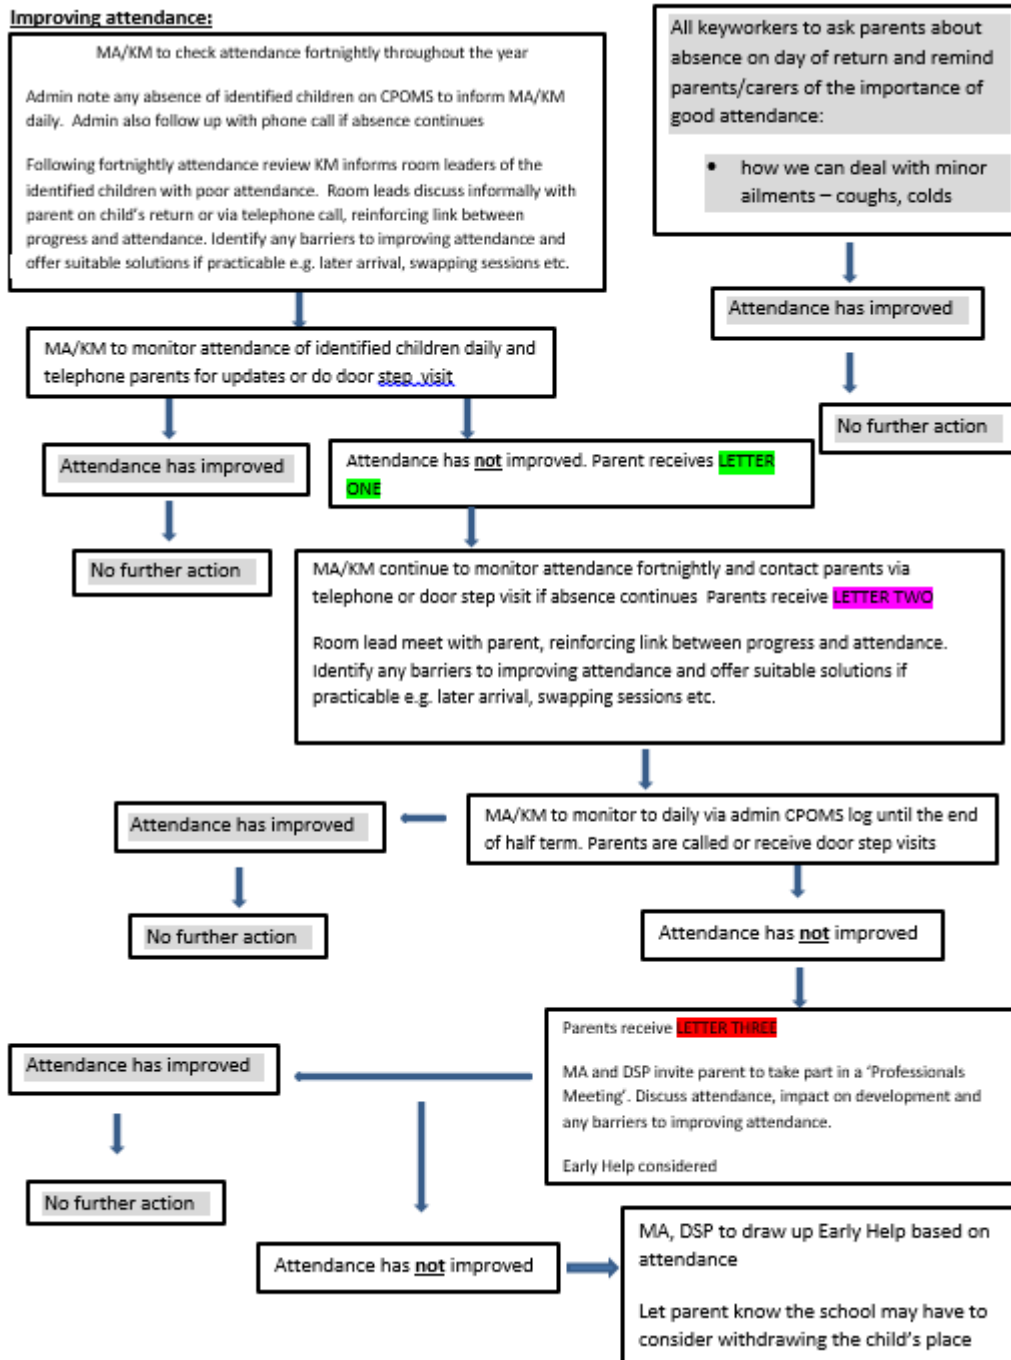 Improving attendance:
MA/KM to check attendance fortnightly throughout the year
Admin note any absence of identified children on CPOMS to inform MA/KM
daily. Admin also follow up with phone call if absence continues
Following fortnightly attendance review KM informs room leaders of the
identified children with poor attendance. Room leads discuss informally with
parent on child's return or via telephone call, reinforcing link between
progress and attendance. Identify any barriers to improving attendance and
offer suitable solutions if practicable e.g. later arrival, swapping sessions etc.
All keyworkers to ask parents about
absence on day of return and remind
parents/carers of the importance of
good attendance:
• how we can deal with minor
ailments – coughs, colds
Attendance has improved
No further action
MA/KM to monitor attendance of identified children daily and
telephone parents for updates or do door step visit
Attendance has improved
No further action
Attendance has not improved. Parent receives LETTER
ONE
MA/KM continue to monitor attendance fortnightly and contact parents via
telephone or door step visit if absence continues Parents receive LETTER TWO
Room lead meet with parent, reinforcing link between progress and attendance.
Identify any barriers to improving attendance and offer suitable solutions if
practicable e.g. later arrival, swapping sessions etc.
MA/KM to monitor to daily via admin CPOMS log until the end
of half term. Parents are called or receive door step visits
Attendance has improved
No further action
Attendance has not improved
Parents receive LETTER THREE
MA and DSP invite parent to take part in a 'Professionals
Meeting'. Discuss attendance, impact on development and
any barriers to improving attendance.
Early Help considered
Attendance has improved
No further action
Attendance has not improved
MA, DSP to draw up Early Help based on
attendance
Let parent know the school may have to
consider withdrawing the child's place